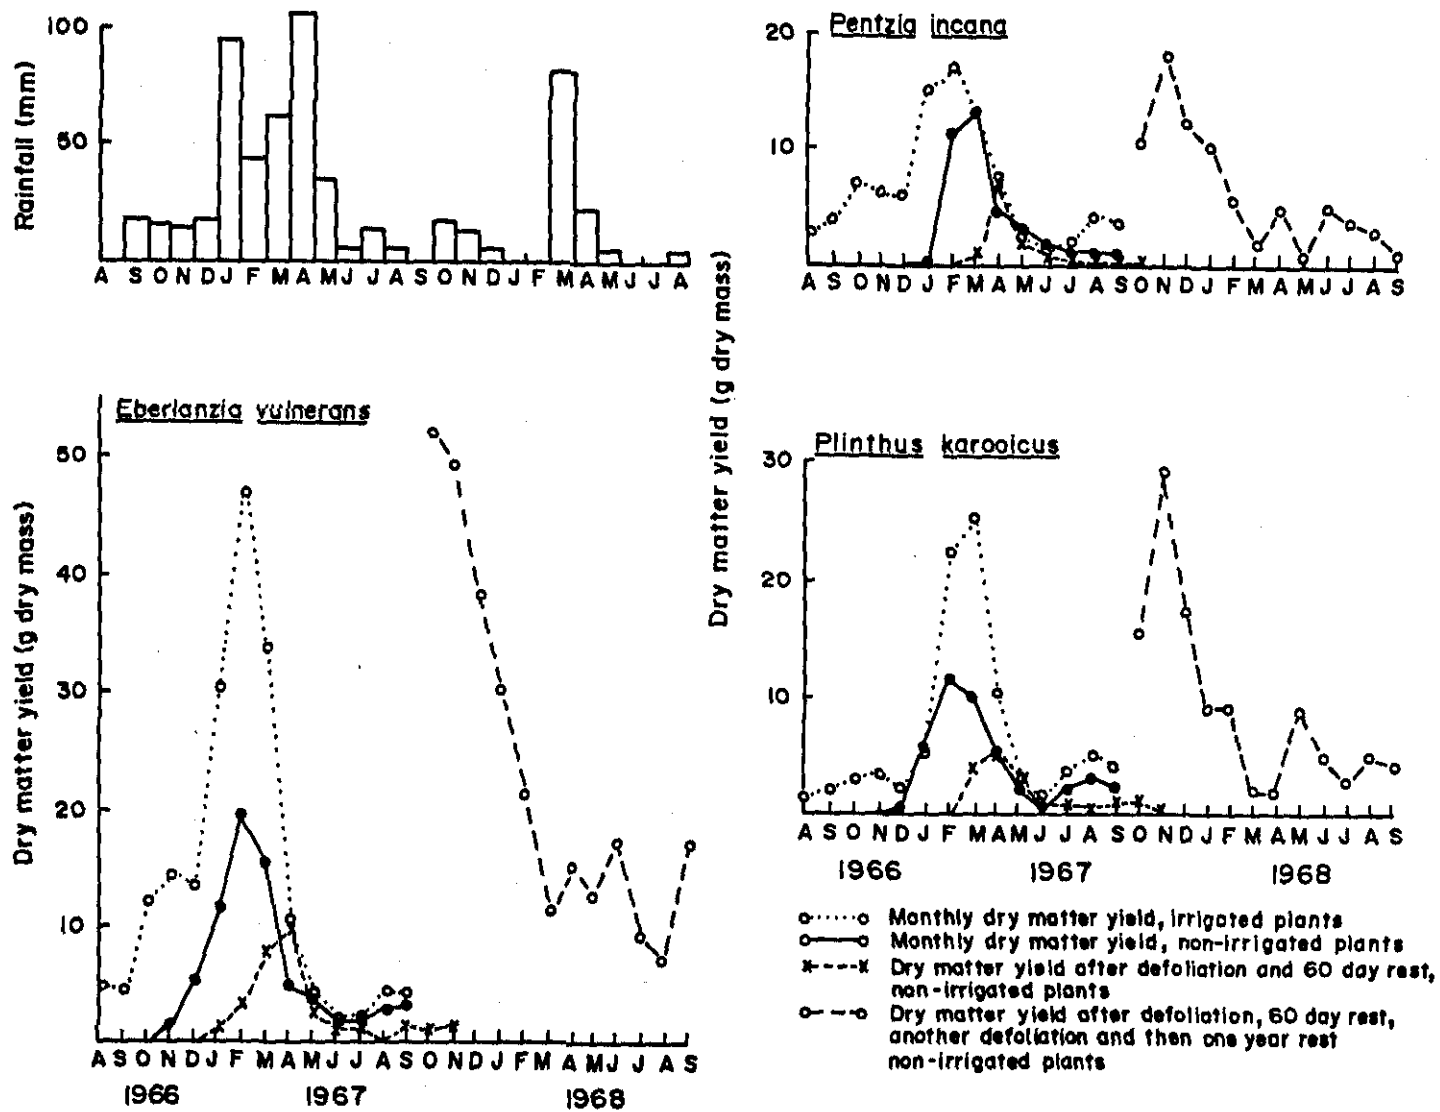 100
50
Rainfall (mm)
A S O N D J F M A M J J A S O N D J F M A M J J A
Pentzia incana
20
10
A S O N D J F M A M J J A S O N D J F M A M J J A S
Dry matter yield (g dry mass)
Eberlanzia vulnerans
50
40
30
20
10
Dry matter yield (g dry mass)
A S O N D J F M A M J J A S O N D J F M A M J J A S
1966 1967 1968
Plinthus karooicus
30
20
10
A S O N D J F M A M J J A S O N D J F M A M J J A S
1966 1967 1968
Monthly dry matter yield, irrigated plants
Monthly dry matter yield, non-irrigated plants
Dry matter yield after defoliation and 60 day rest,
non-irrigated plants
Dry matter yield after defoliation, 60 day rest,
another defoliation and then one year rest
non-irrigated plants